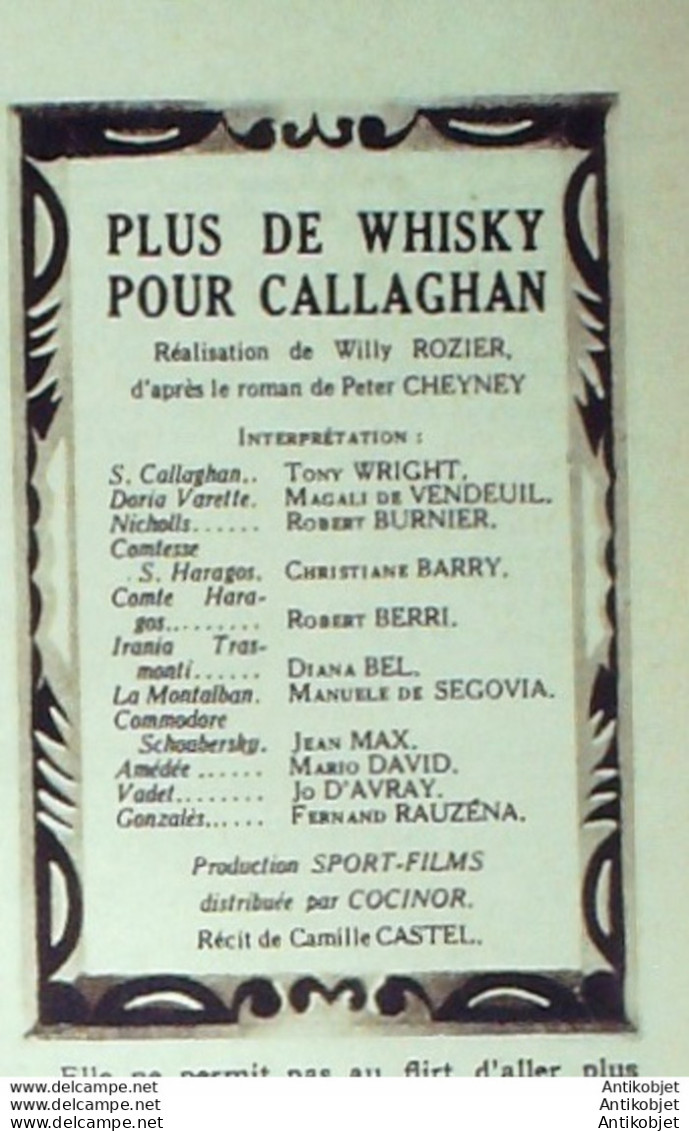 PLUS DE WHISKY
POUR CALLAGHAN
Réalisation de Willy ROZIER,
d'après le roman de Peter CHEYNEY
INTERPRÉTATION :
S. Callaghan.. TONY WRIGHT.
Doria Varette. MAGALI DE VENDEUIL.
Nicholls...... ROBERT BURNIER.
Comtesse
S. Haragos. CHRISTIANE BARRY.
Comte Hara-
gos.......... ROBERT BERRI.
Irania Tras-
monti...... DIANA BEL.
La Montalban. MANUELE DE SEGOVIA.
Commodore
Schoabersky. JEAN MAX.
Amédée ...... MARIO DAVID.
Vadet........ JO D'AVRAY.
Gonzalès...... FERNAND RAUZÉNA.
Production SPORT-FILMS
distribuée par COCINOR.
Récit de Camille CASTEL.
Elle ne permit pas au flirt d'aller plus
https://www.delcampe.net Antikobjet
https://www.delcampe.net Antikobjet
https://www.delcampe.net Antikobjet